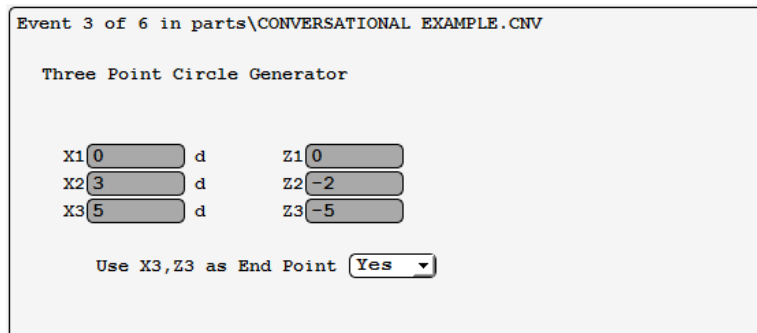 Event 3 of 6 in parts\CONVERSATIONAL EXAMPLE.CNV
Three Point Circle Generator
X1 0 d Z1 0
X2 3 d Z2 -2
X3 5 d Z3 -5
Use X3,Z3 as End Point Yes